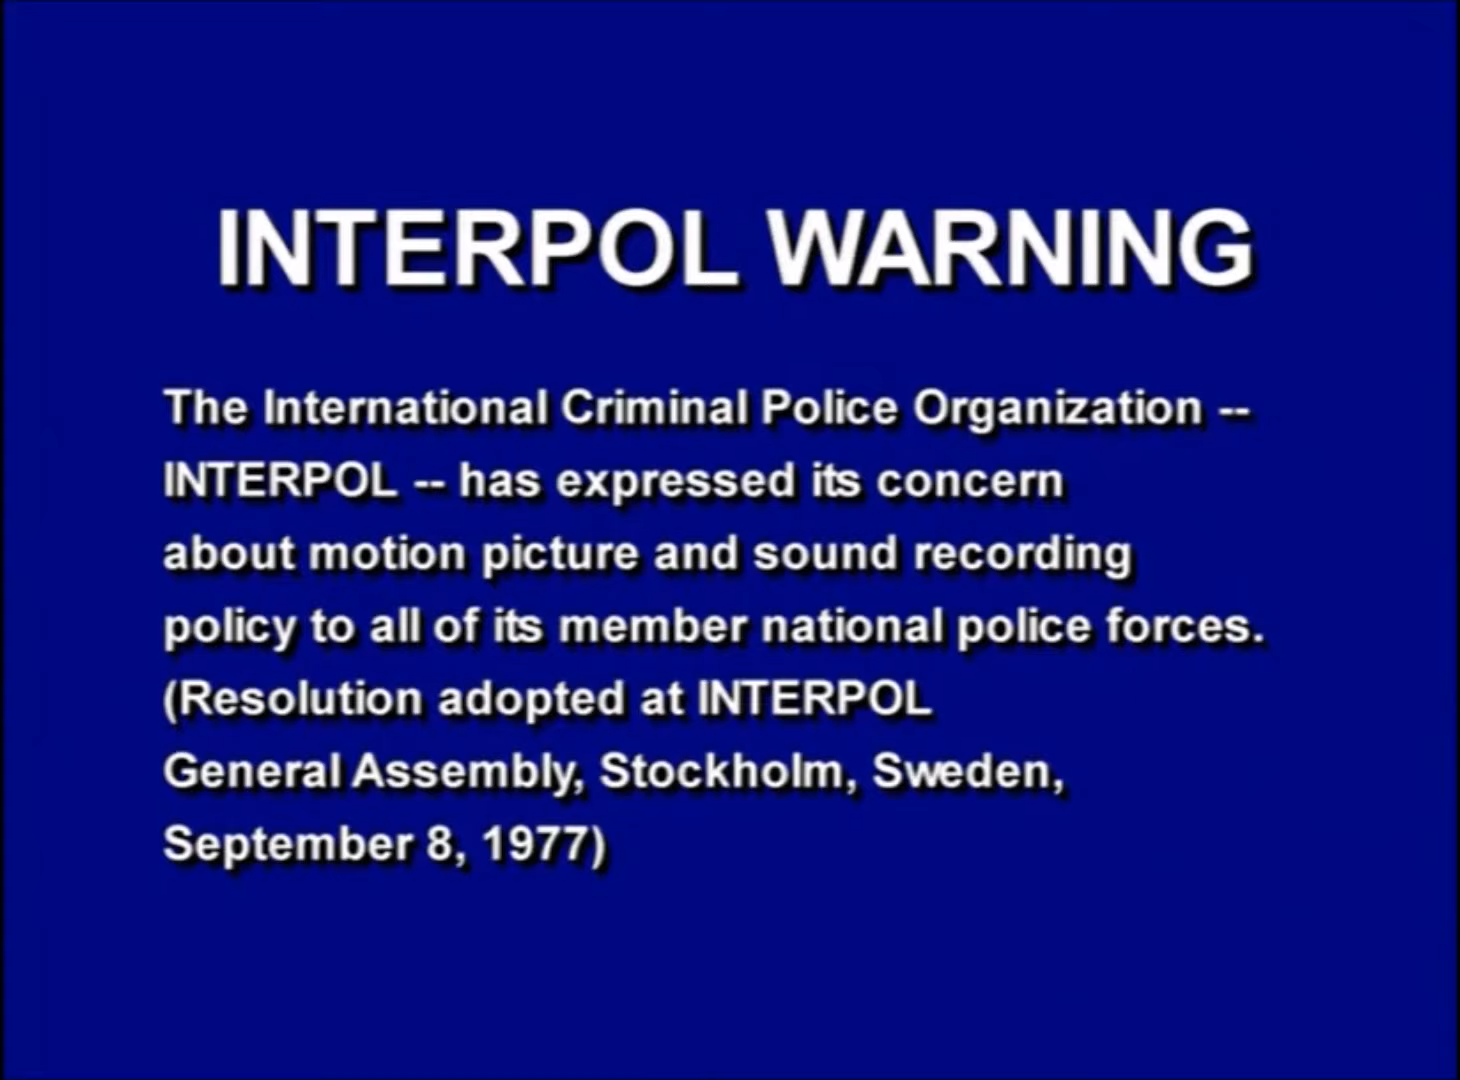 INTERPOL WARNING
The International Criminal Police Organization --
INTERPOL -- has expressed its concern
about motion picture and sound recording
policy to all of its member national police forces.
(Resolution adopted at INTERPOL
General Assembly, Stockholm, Sweden,
September 8, 1977)